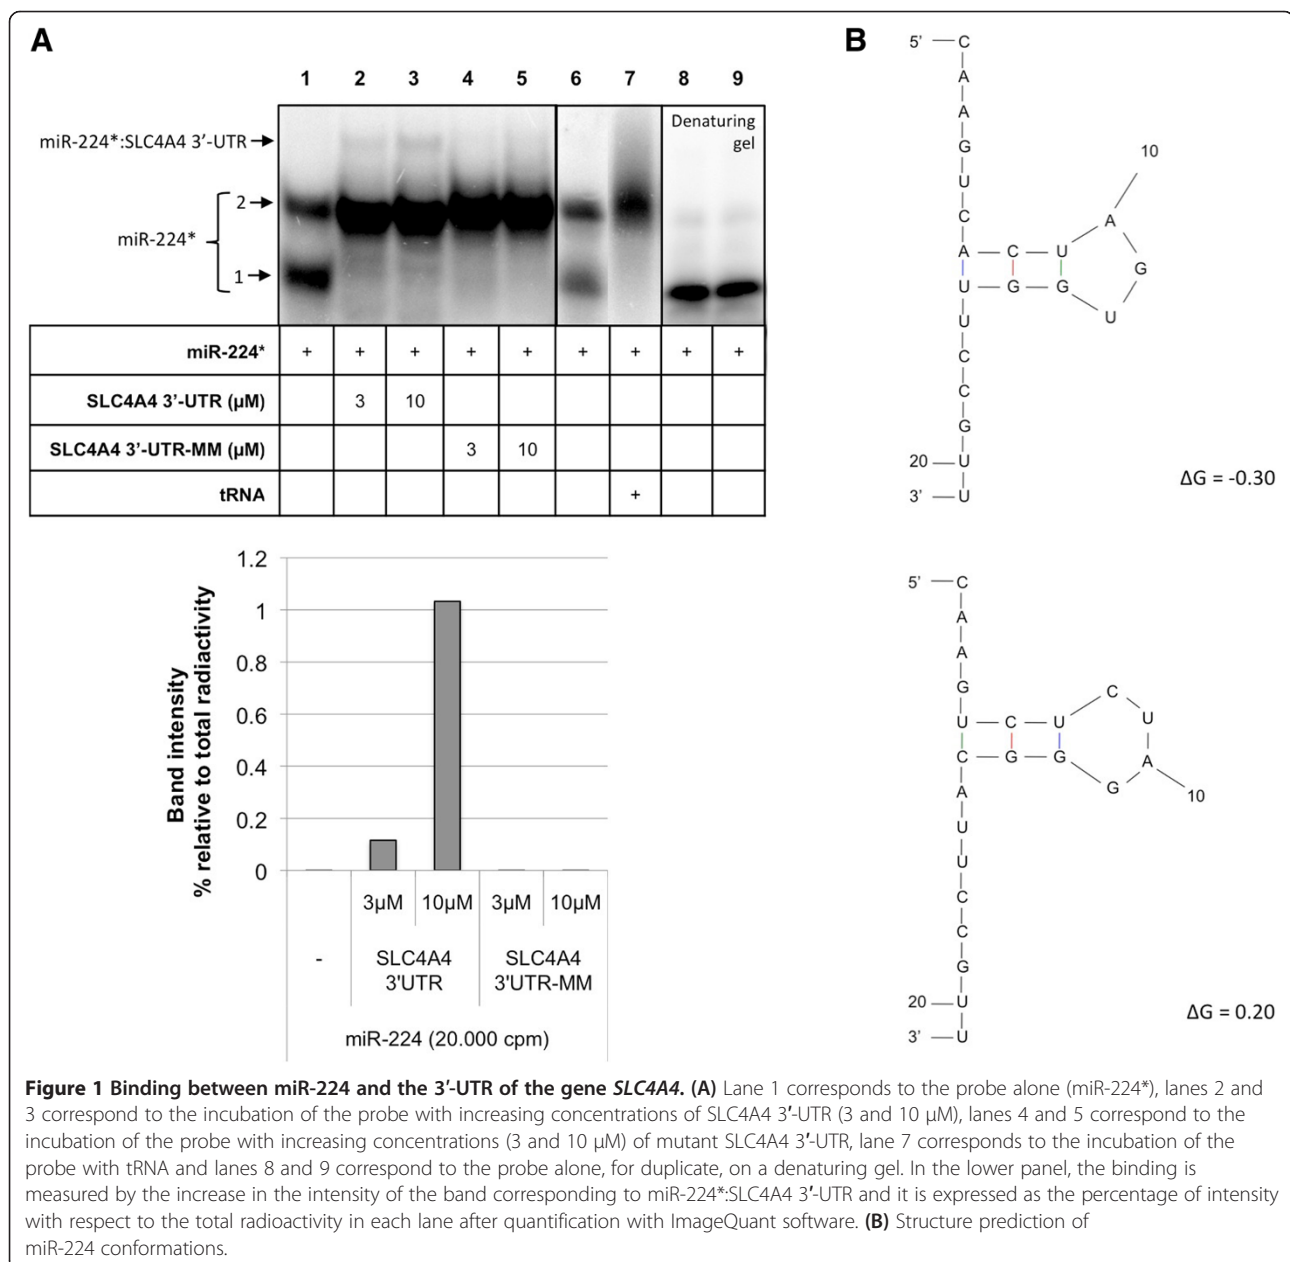 A
1 2 3 4 5 6 7 8 9
Denaturing
gel
miR-224*:SLC4A4 3′-UTR
2
miR-224*
1
miR-224* + + + + + + + + +
SLC4A4 3’-UTR (µM) 3 10
SLC4A4 3’-UTR-MM (µM) 3 10
tRNA +
Band intensity
% relative to total radiactivity
1.2
1
0.8
0.6
0.4
0.2
0
3µM 10µM 3µM 10µM
- SLC4A4 SLC4A4
3'UTR 3'UTR-MM
miR-224 (20.000 cpm)
B
5’ C
A
A
G
U
C
A C U A 10
G
U G G U
U
C
C
G
20 U
3’ U
ΔG = -0.30
5’ C
A
A
G
U C U C U
A 10
C G G G
A
U
U
C
C
G
20 U
3’ U
ΔG = 0.20
Figure 1 Binding between miR-224 and the 3′-UTR of the gene SLC4A4. (A) Lane 1 corresponds to the probe alone (miR-224*), lanes 2 and
3 correspond to the incubation of the probe with increasing concentrations of SLC4A4 3′-UTR (3 and 10 μM), lanes 4 and 5 correspond to the
incubation of the probe with increasing concentrations (3 and 10 μM) of mutant SLC4A4 3′-UTR, lane 7 corresponds to the incubation of the
probe with tRNA and lanes 8 and 9 correspond to the probe alone, for duplicate, on a denaturing gel. In the lower panel, the binding is
measured by the increase in the intensity of the band corresponding to miR-224*:SLC4A4 3′-UTR and it is expressed as the percentage of intensity
with respect to the total radioactivity in each lane after quantification with ImageQuant software. (B) Structure prediction of
miR-224 conformations.